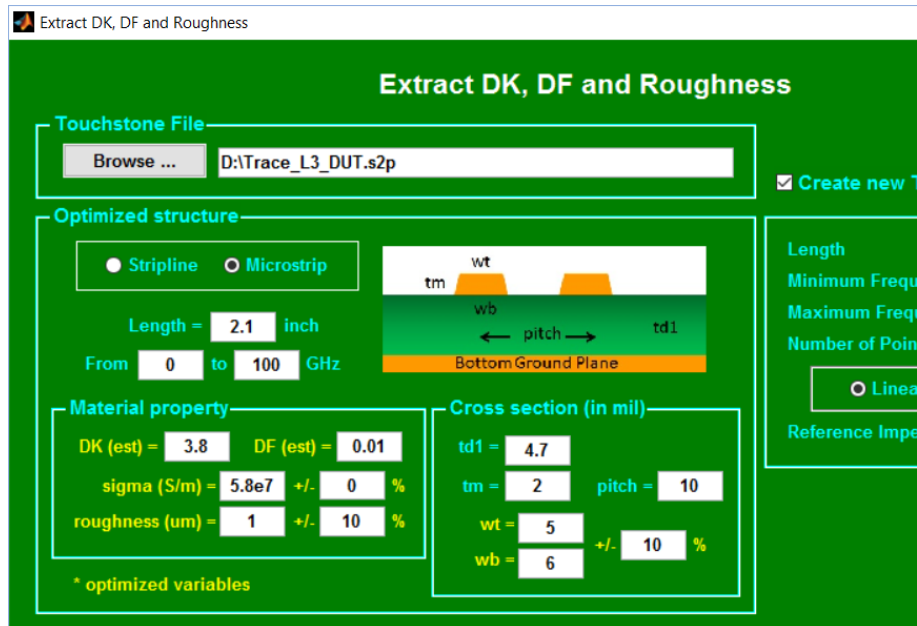 Extract DK, DF and Roughness
Extract DK, DF and Roughness
Touchstone File
Browse ...
D:\Trace_L3_DUT.s2p
Create new
Optimized structure
Stripline
Microstrip
Length = 2.1 inch
From 0 to 100 GHz
wt
tm
wb
pitch
td1
Bottom Ground Plane
Material property
DK (est) = 3.8 DF (est) = 0.01
sigma (S/m) = 5.8e7 +/- 0 %
roughness (um) = 1 +/- 10 %
* optimized variables
Cross section (in mil)
td1 = 4.7
tm = 2 pitch = 10
wt = 5
+/- 10 %
wb = 6
Length
Minimum Frequ
Maximum Frequ
Number of Poin
Linea
Reference Impe